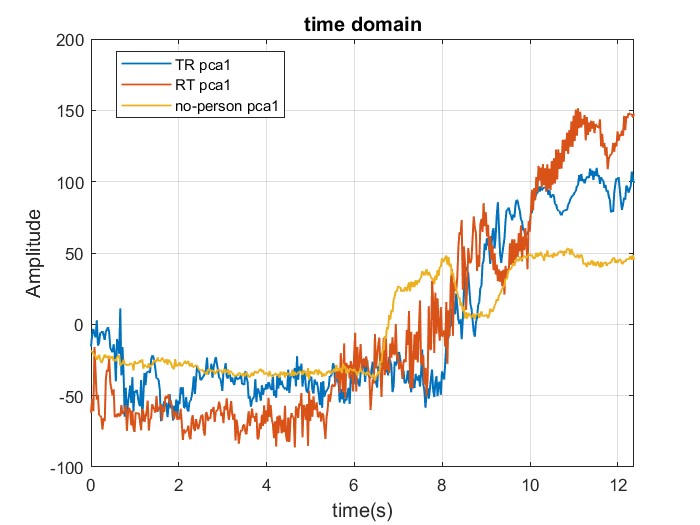 time domain
200
150
100
50
0
-50
-100
Amplitude
TR pca1
RT pca1
no-person pca1
0 2 4 6 8 10 12
time(s)